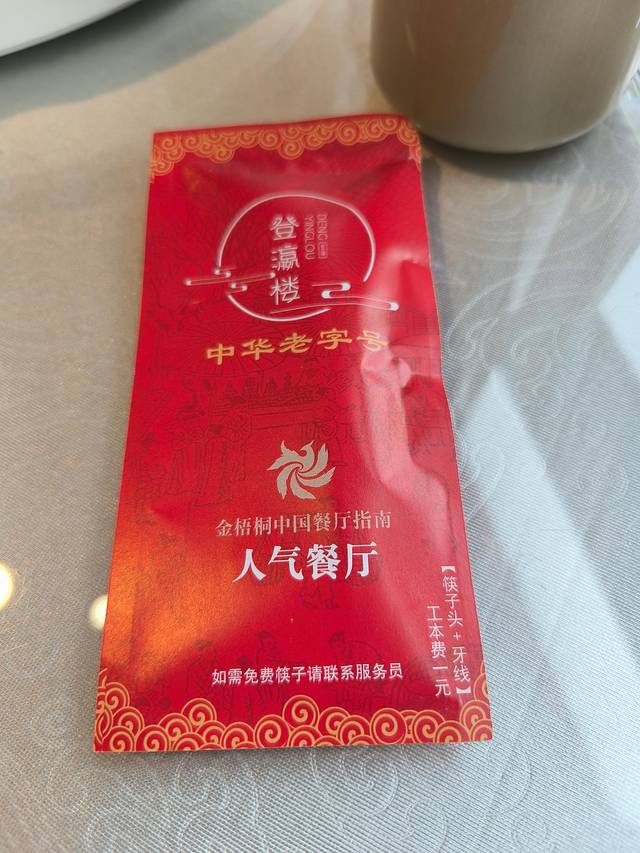 登瀛楼
DENG
YINGLOU
中华老字号
金梧桐中国餐厅指南
人气餐厅
【筷子头+牙线】
工本费一元
如需免费筷子请联系服务员